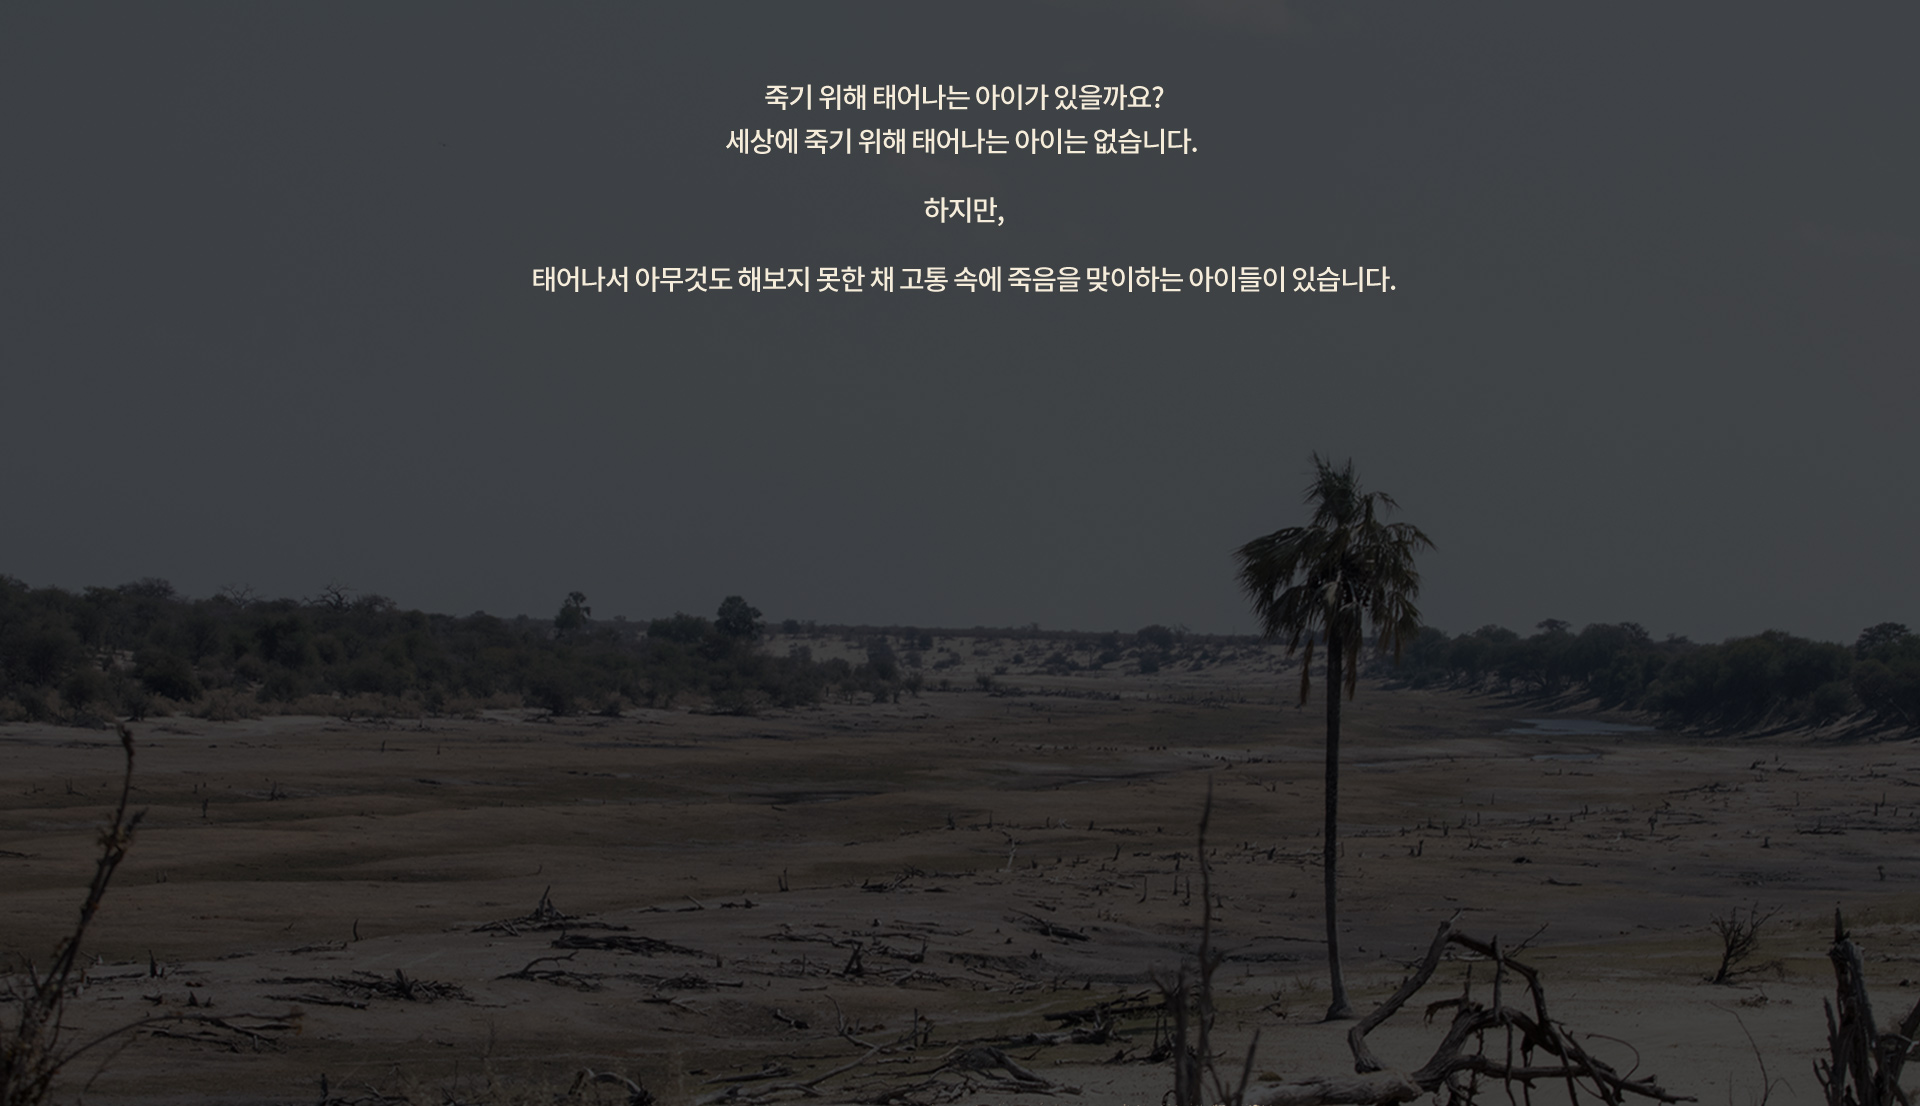 죽기 위해 태어나는 아이가 있을까요?
세상에 죽기 위해 태어나는 아이는 없습니다.
하지만,
태어나서 아무것도 해보지 못한 채 고통 속에 죽음을 맞이하는 아이들이 있습니다.